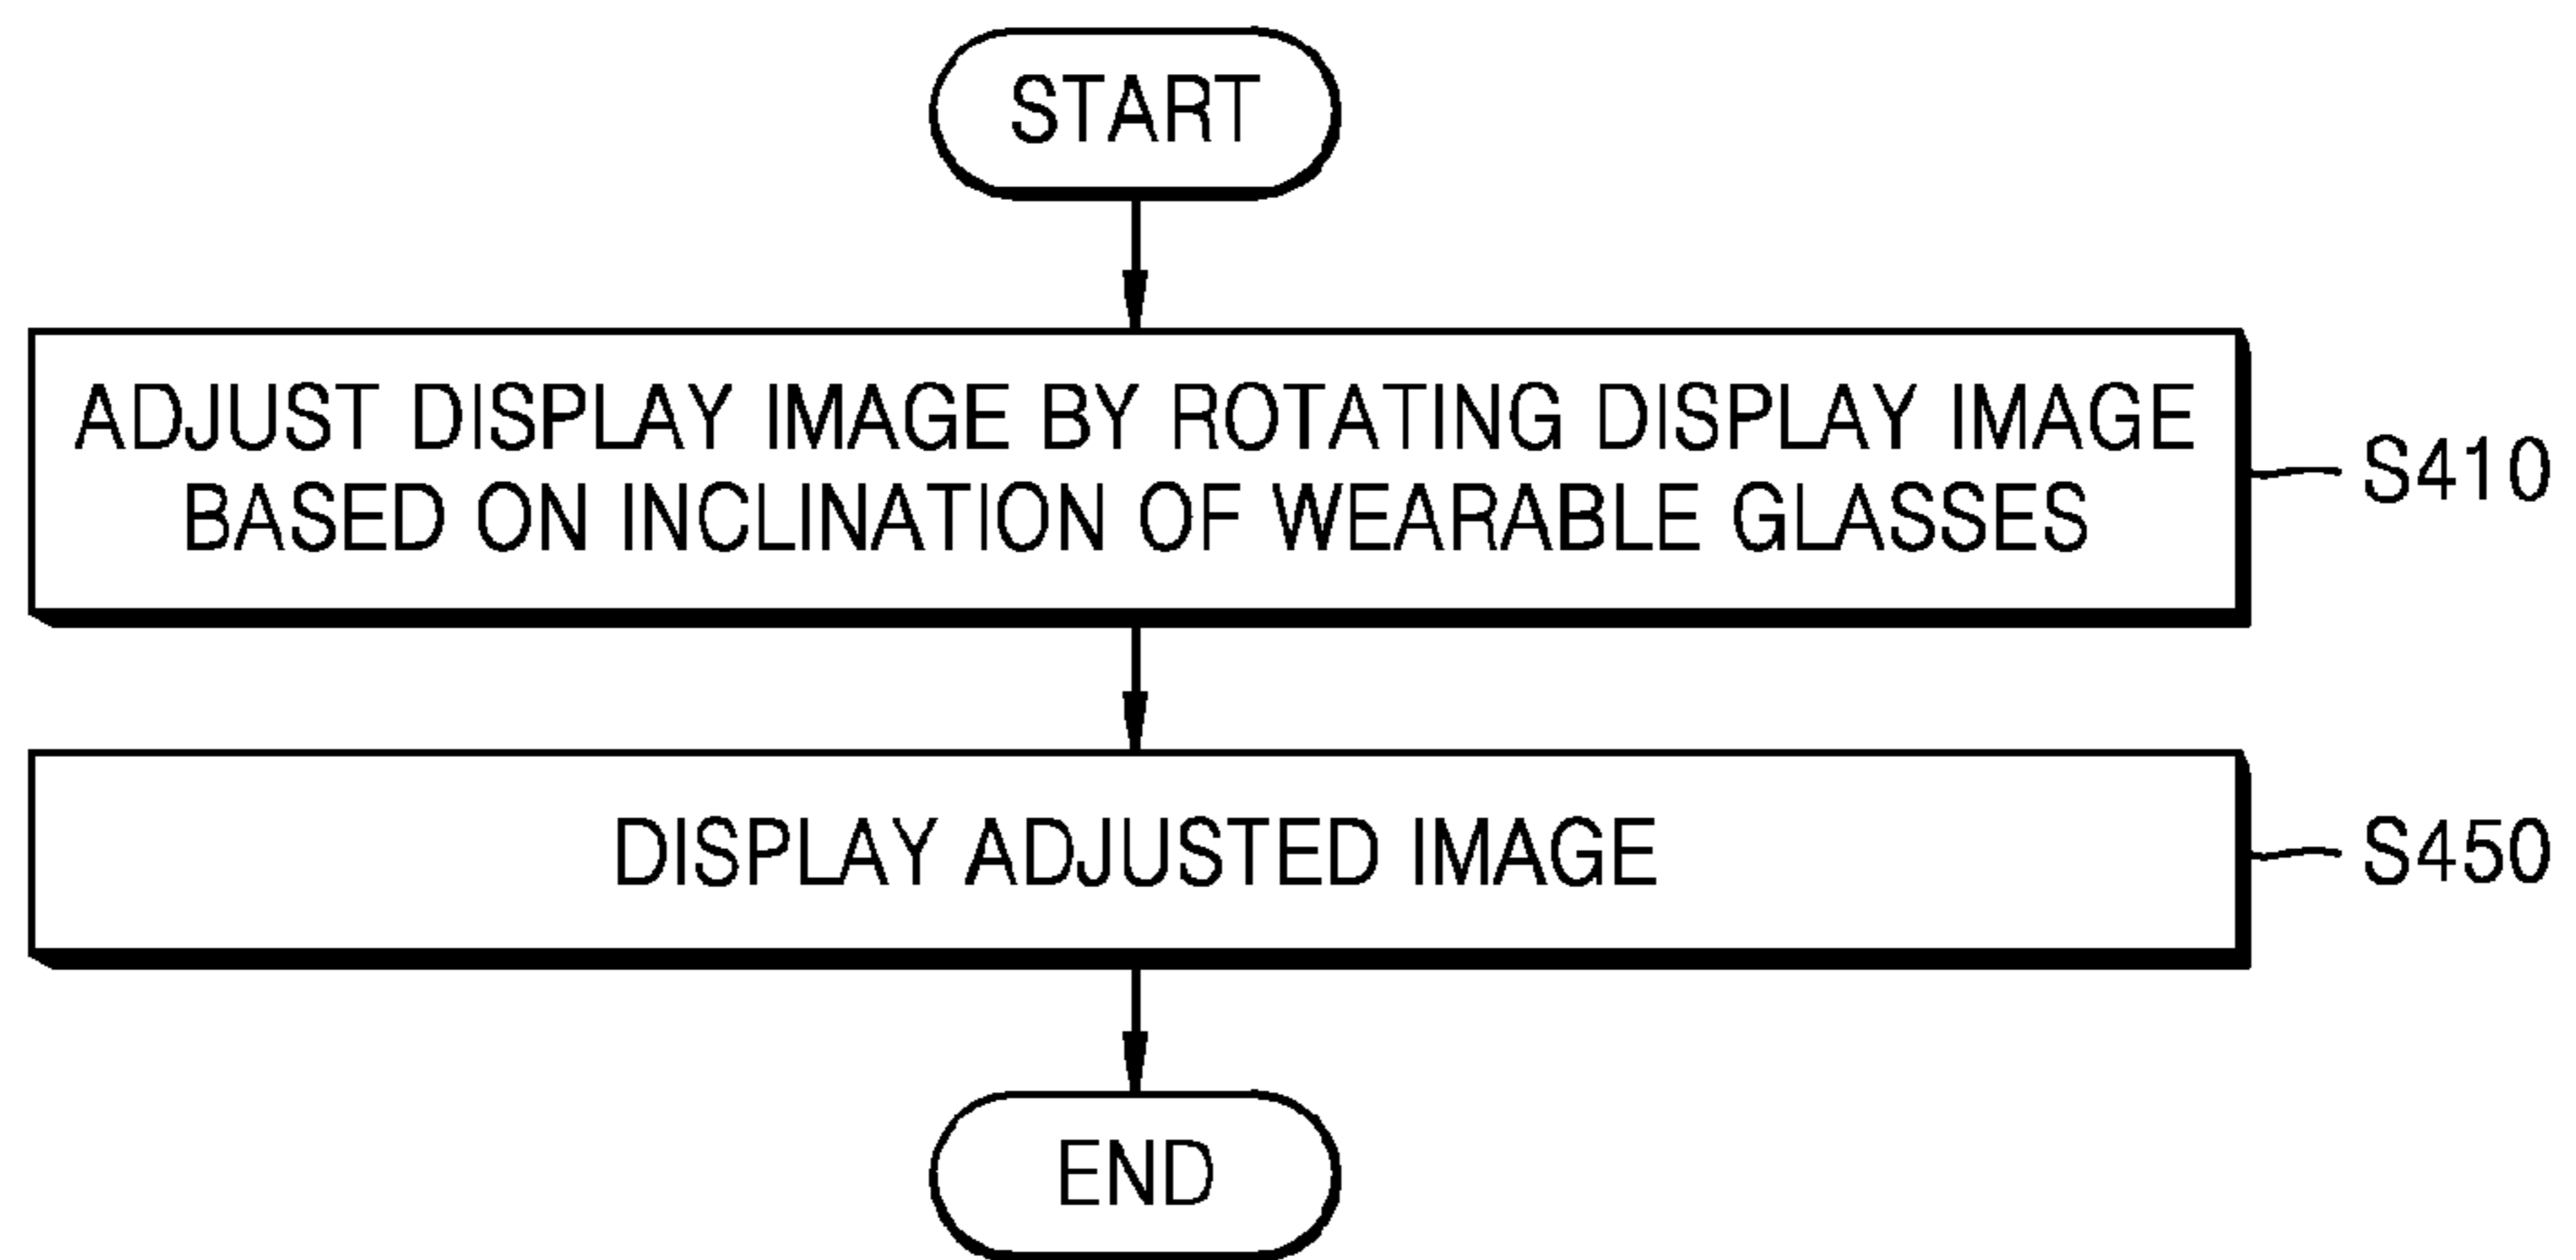 START
ADJUST DISPLAY IMAGE BY ROTATING DISPLAY IMAGE
BASED ON INCLINATION OF WEARABLE GLASSES
S410
DISPLAY ADJUSTED IMAGE
S450
END